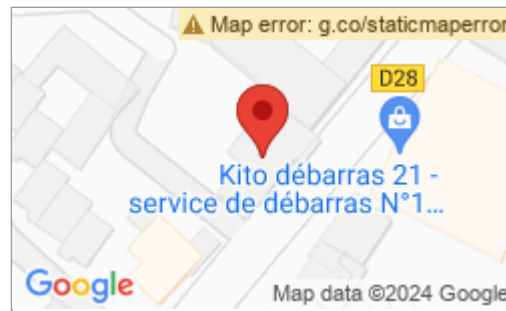 ⚠ Map error: g.co/staticmaperror
D28
Kito débarras 21 -
service de débarras N°1...
Google
Map data ©2024 Google